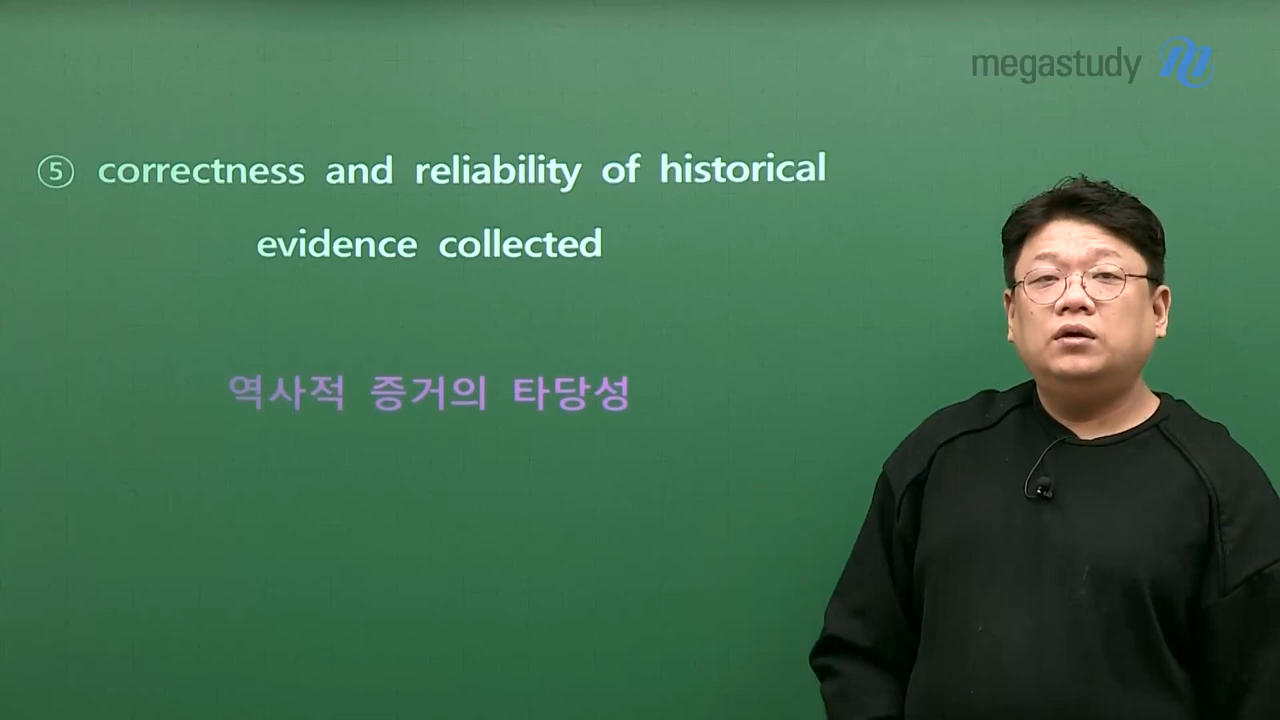 megastudy
⑤ correctness and reliability of historical
evidence collected
역사적 증거의 타당성